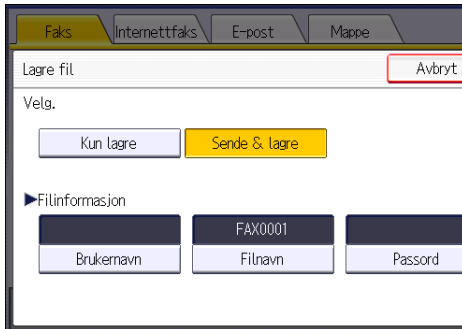 Faks Internettfaks E-post Mappe
Lagre fil Avbryt
Velg.
Kun lagre Sende & lagre
▶Filinformasjon
FAX0001
Brukernavn Filnavn Passord